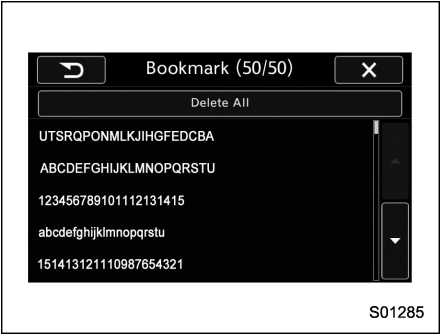 Bookmark (50/50)
Delete All
UTSRQPONMLKJIHGFEDCBA
ABCDEFGHIJKLMNOPQRSTU
123456789101112131415
abcdefghijklmnopqrstu
151413121110987654321
S01285